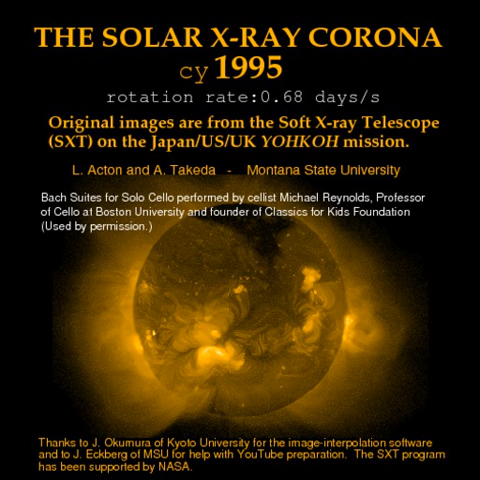 THE SOLAR X-RAY CORONA
cy 1995
rotation rate:0.68 days/s
Original images are from the Soft X-ray Telescope
(SXT) on the Japan/US/UK YOHKOH mission.
L. Acton and A. Takeda - Montana State University
Bach Suites for Solo Cello performed by cellist Michael Reynolds, Professor
of Cello at Boston University and founder of Classics for Kids Foundation
(Used by permission.)
Thanks to J. Okumura of Kyoto University for the image-interpolation software
and to J. Eckberg of MSU for help with YouTube preparation. The SXT program
has been supported by NASA.